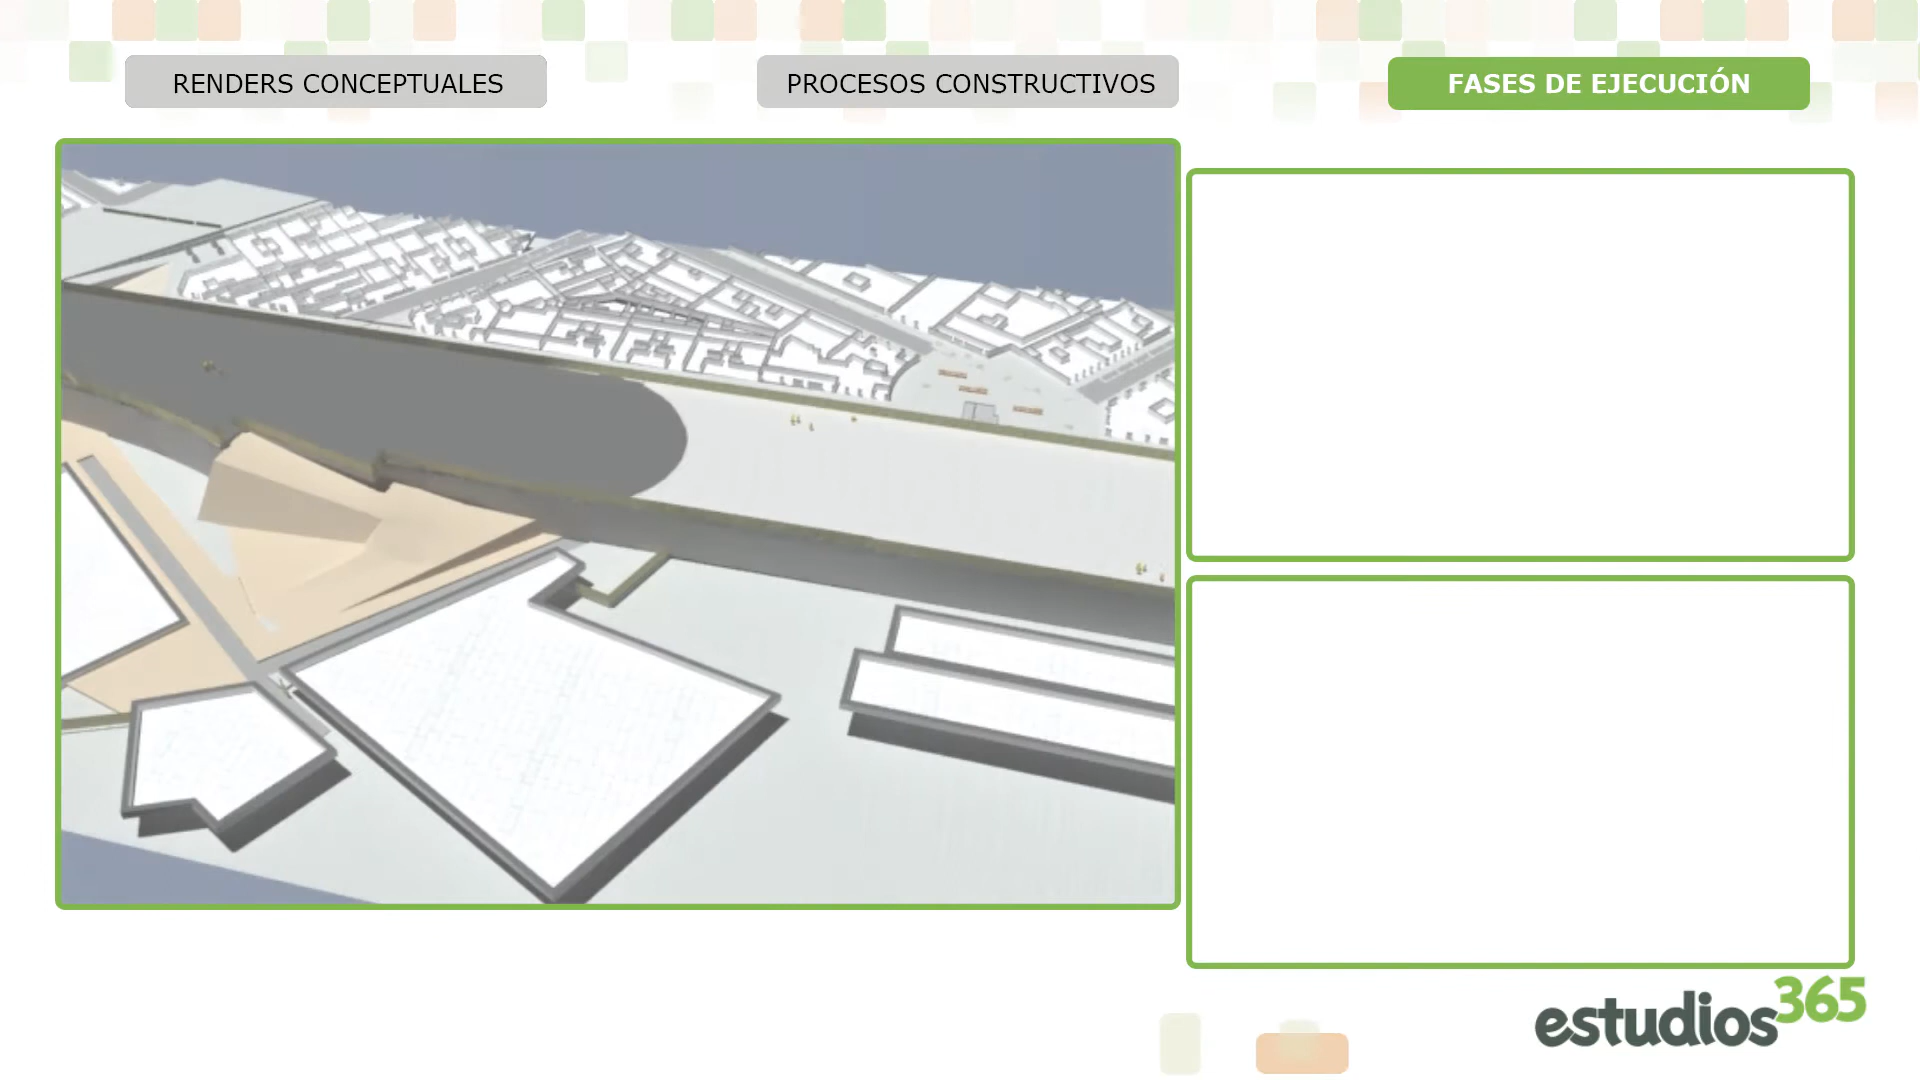 RENDERS CONCEPTUALES
PROCESOS CONSTRUCTIVOS
FASES DE EJECUCIÓN
estudios365